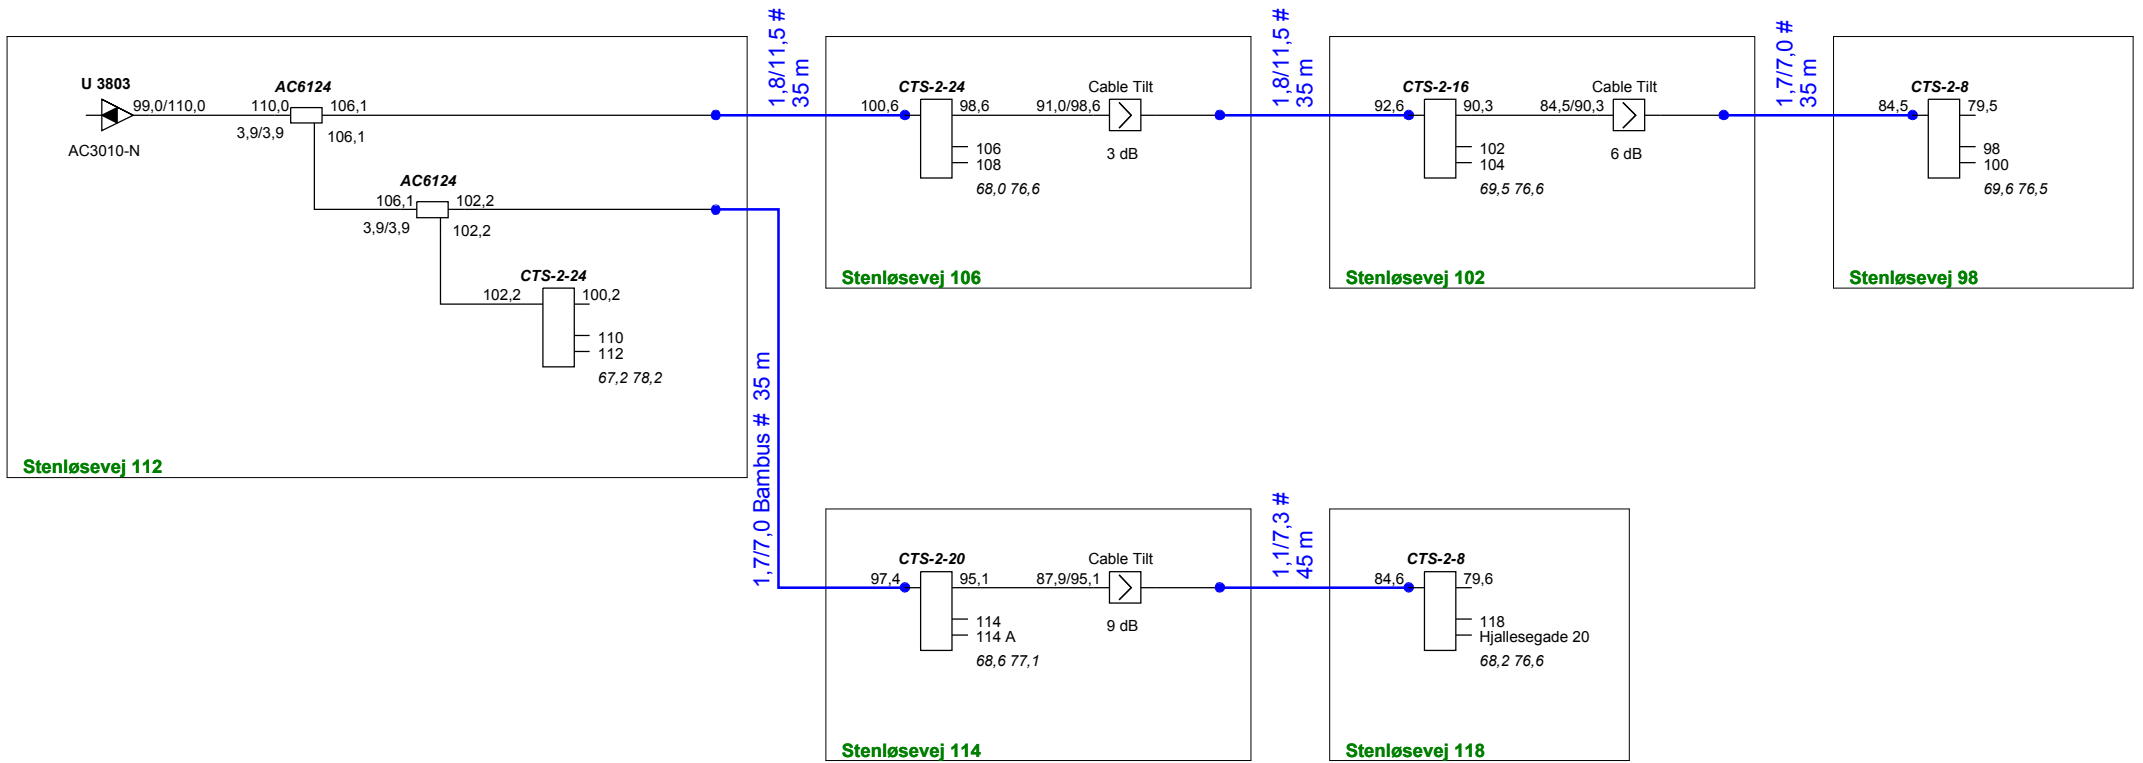 U 3803
99,0/110,0
AC3010-N
AC6124
110,0
106,1
3,9/3,9
106,1
AC6124
106,1
102,2
3,9/3,9
102,2
CTS-2-24
102,2
100,2
110
112
67,2 78,2
Stenløsevej 112
1,8/11,5 #
35 m
CTS-2-24
100,6
98,6
106
108
68,0 76,6
Cable Tilt
91,0/98,6
3 dB
Stenløsevej 106
1,8/11,5 #
35 m
CTS-2-16
92,6
90,3
102
104
69,5 76,6
Cable Tilt
84,5/90,3
6 dB
Stenløsevej 102
1,7/7,0 #
35 m
CTS-2-8
84,5
79,5
98
100
69,6 76,5
Stenløsevej 98
1,7/7,0 Bambus # 35 m
CTS-2-20
97,4
95,1
114
114 A
68,6 77,1
Cable Tilt
87,9/95,1
9 dB
Stenløsevej 114
1,1/7,3 #
45 m
CTS-2-8
84,6
79,6
118
Hjallesegade 20
68,2 76,6
Stenløsevej 118